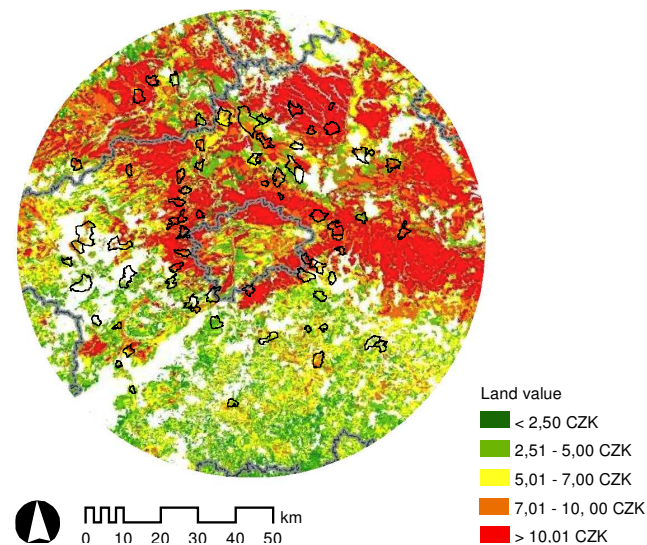 Land value
< 2,50 CZK
2,51 - 5,00 CZK
5,01 - 7,00 CZK
7,01 - 10, 00 CZK
> 10,01 CZK
km
0 10 20 30 40 50